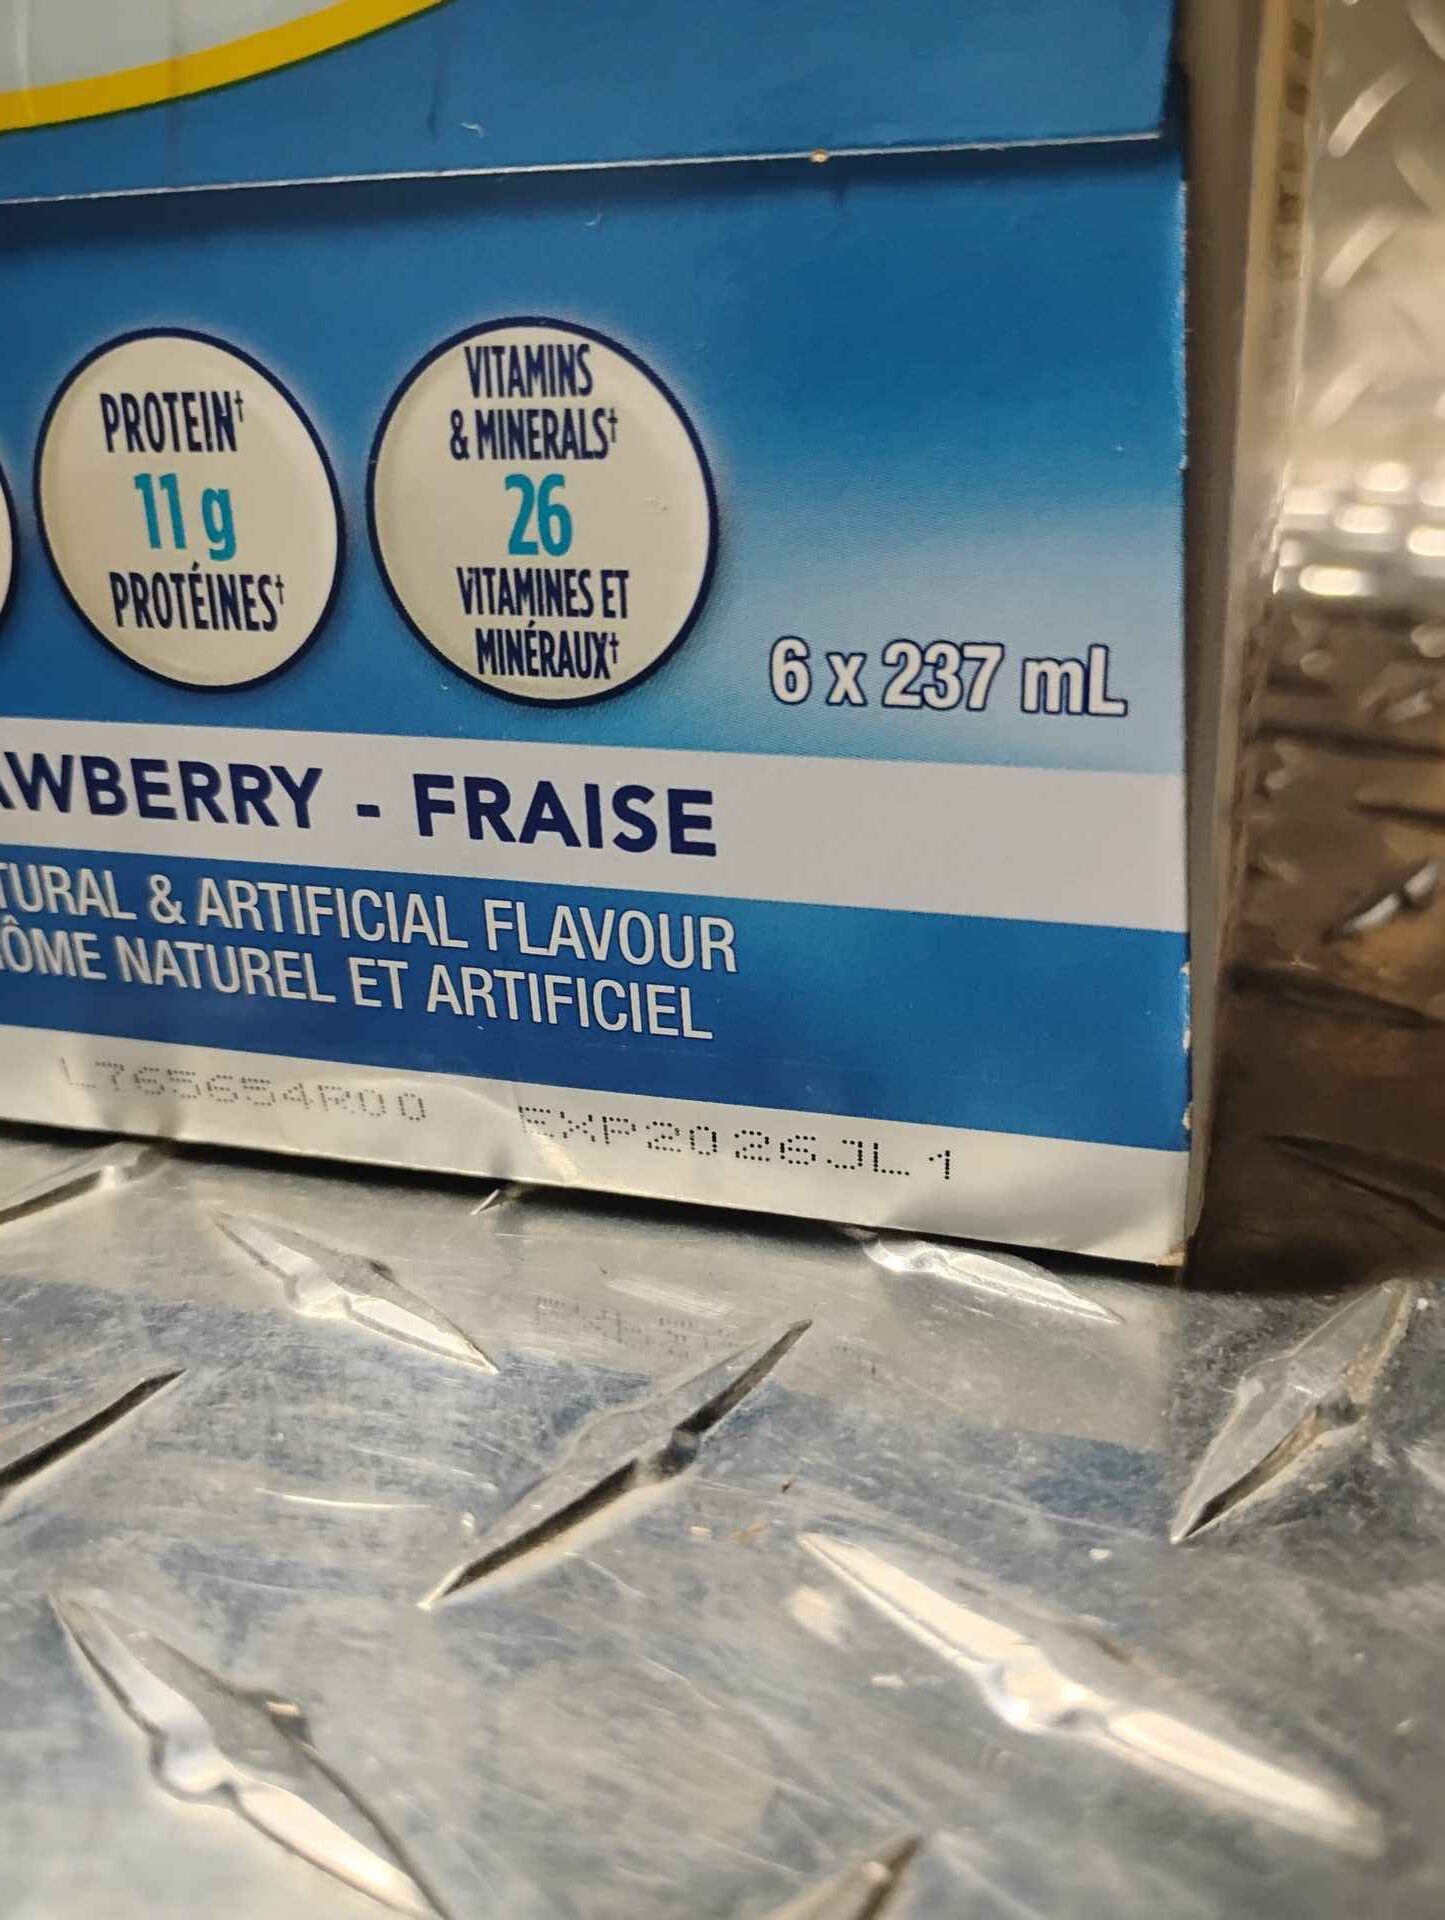 PROTEIN†
11 g
PROTÉINES†
VITAMINS
& MINERALS†
26
VITAMINES ET
MINÉRAUX†
6 x 237 mL
AWBERRY - FRAISE
TURAL & ARTIFICIAL FLAVOUR
ÔME NATUREL ET ARTIFICIEL
L765654R00 EXP2026JL1